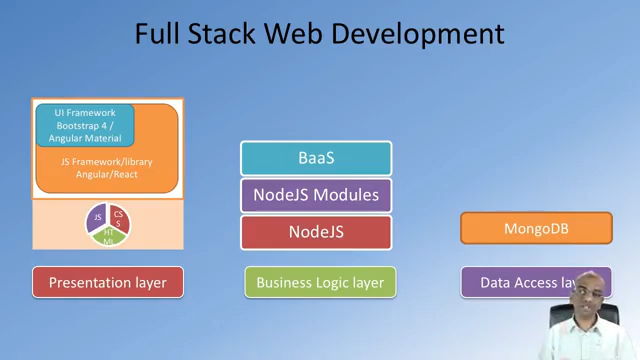 Full Stack Web Development
UI Framework
Bootstrap 4 /
Angular Material
JS Framework/library
Angular/React
JS
CS
S
HT
ML
BaaS
NodeJS Modules
NodeJS
MongoDB
Presentation layer
Business Logic layer
Data Access